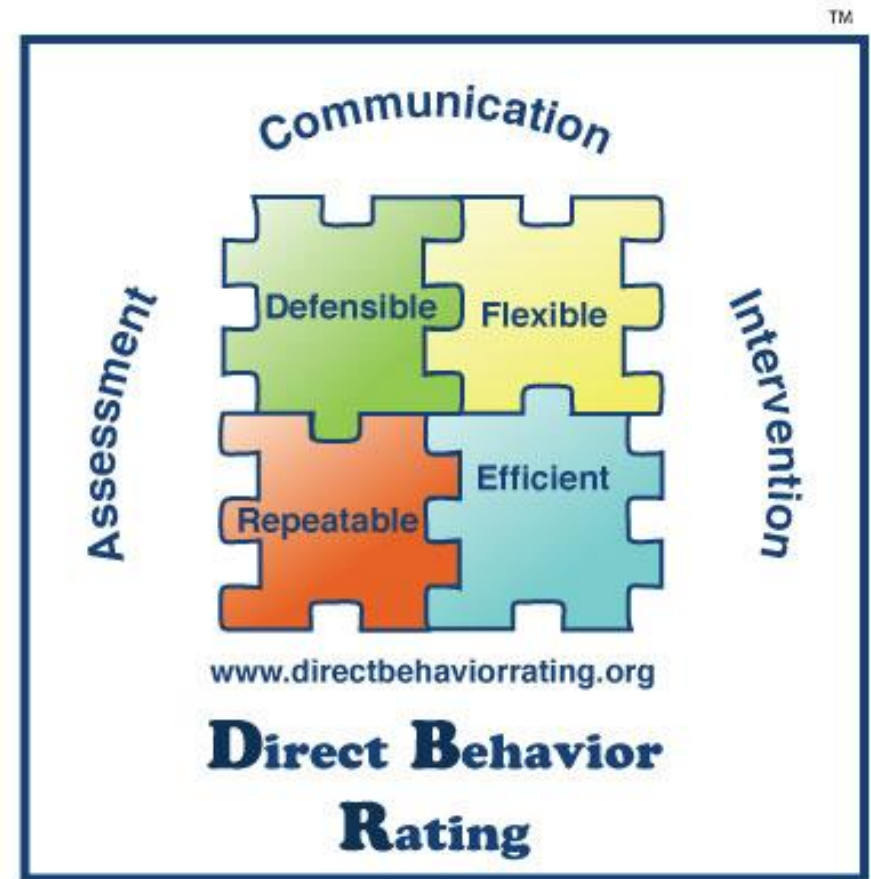 TM
Communication
Assessment
Intervention
Defensible
Flexible
Repeatable
Efficient
www.directbehaviorrating.org
Direct Behavior
Rating